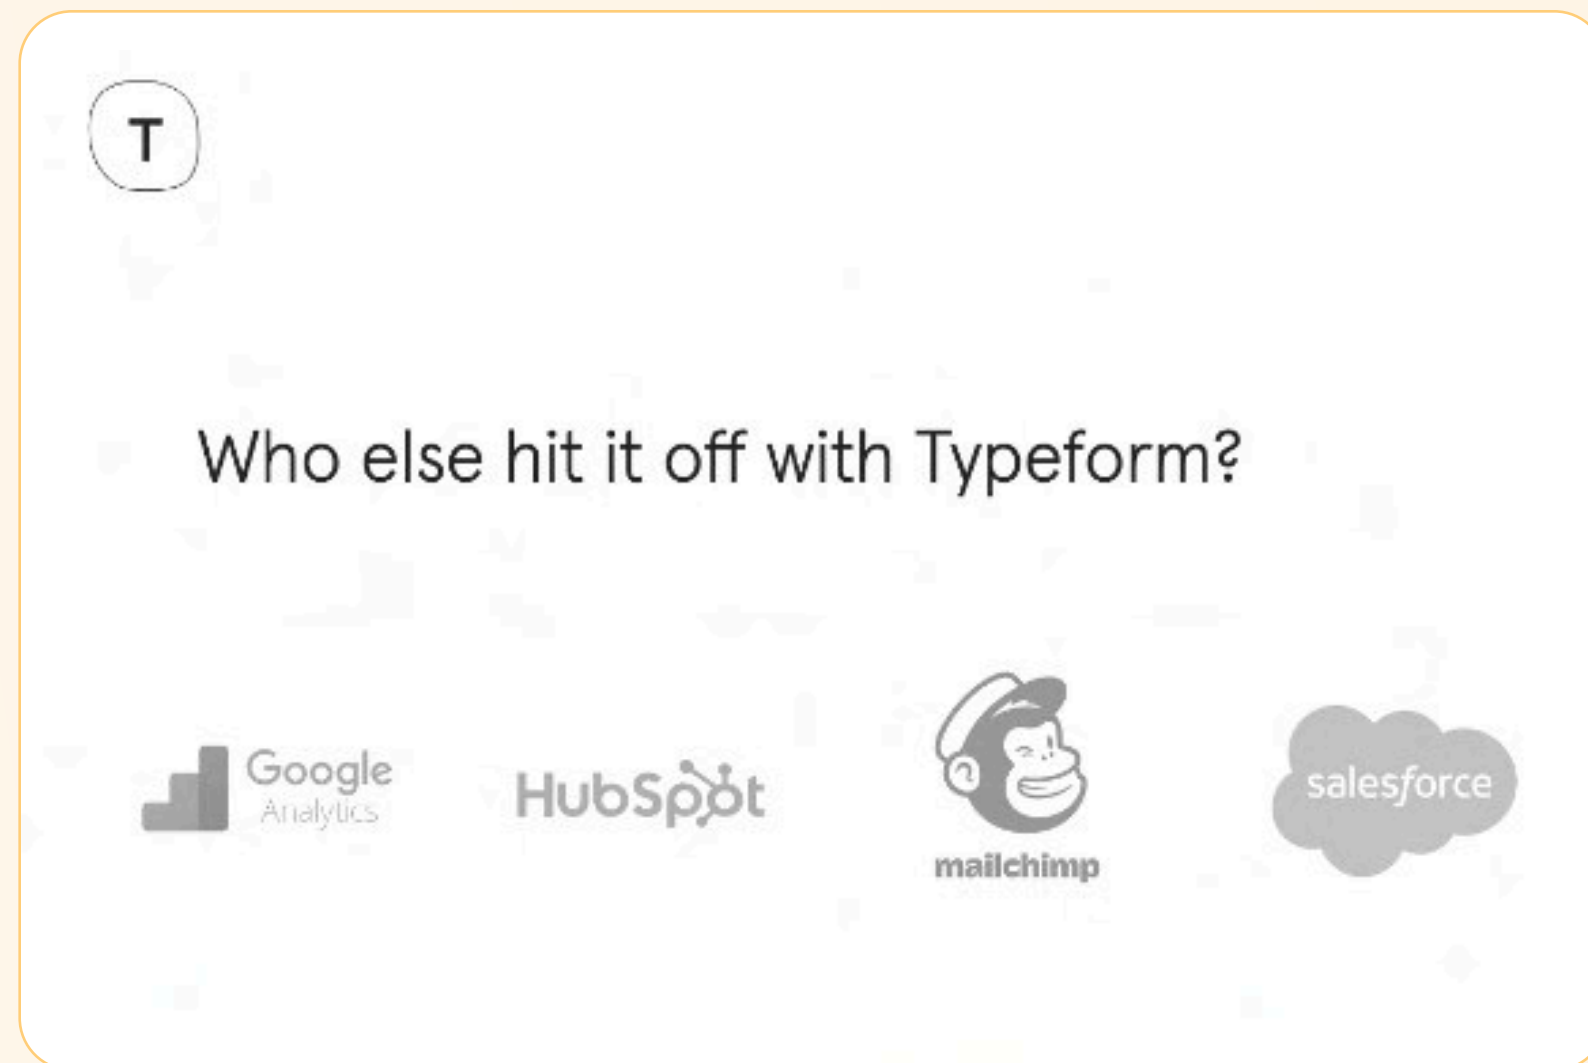 T
Who else hit it off with Typeform?
Google
Analytics
HubSpot
mailchimp
salesforce